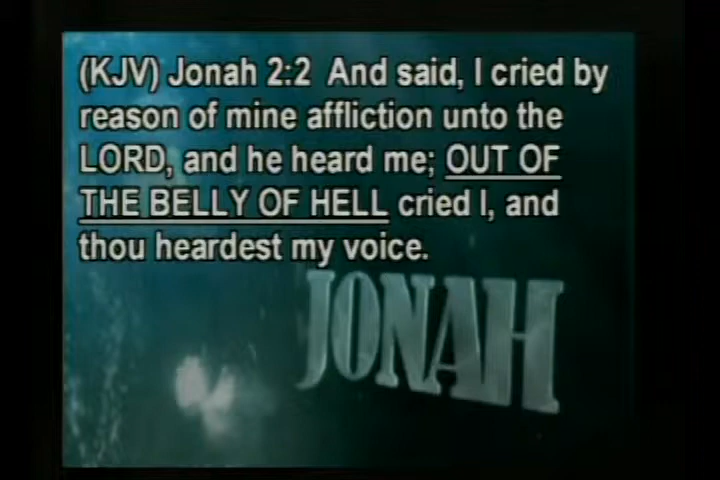 (KJV) Jonah 2:2 And said, I cried by
reason of mine affliction unto the
LORD, and he heard me; OUT OF
THE BELLY OF HELL cried I, and
thou heardest my voice.
JONAH